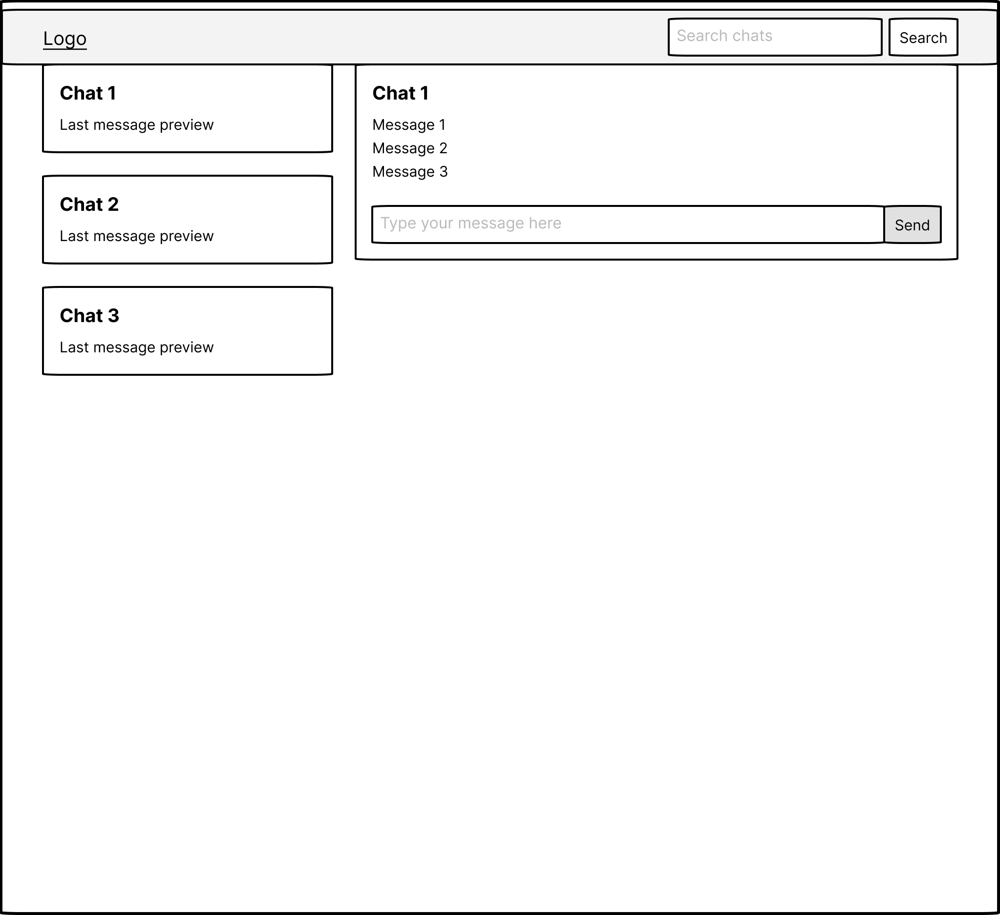 Logo
Search chats
Search
Chat 1
Last message preview
Chat 2
Last message preview
Chat 3
Last message preview
Chat 1
Message 1
Message 2
Message 3
Type your message here
Send